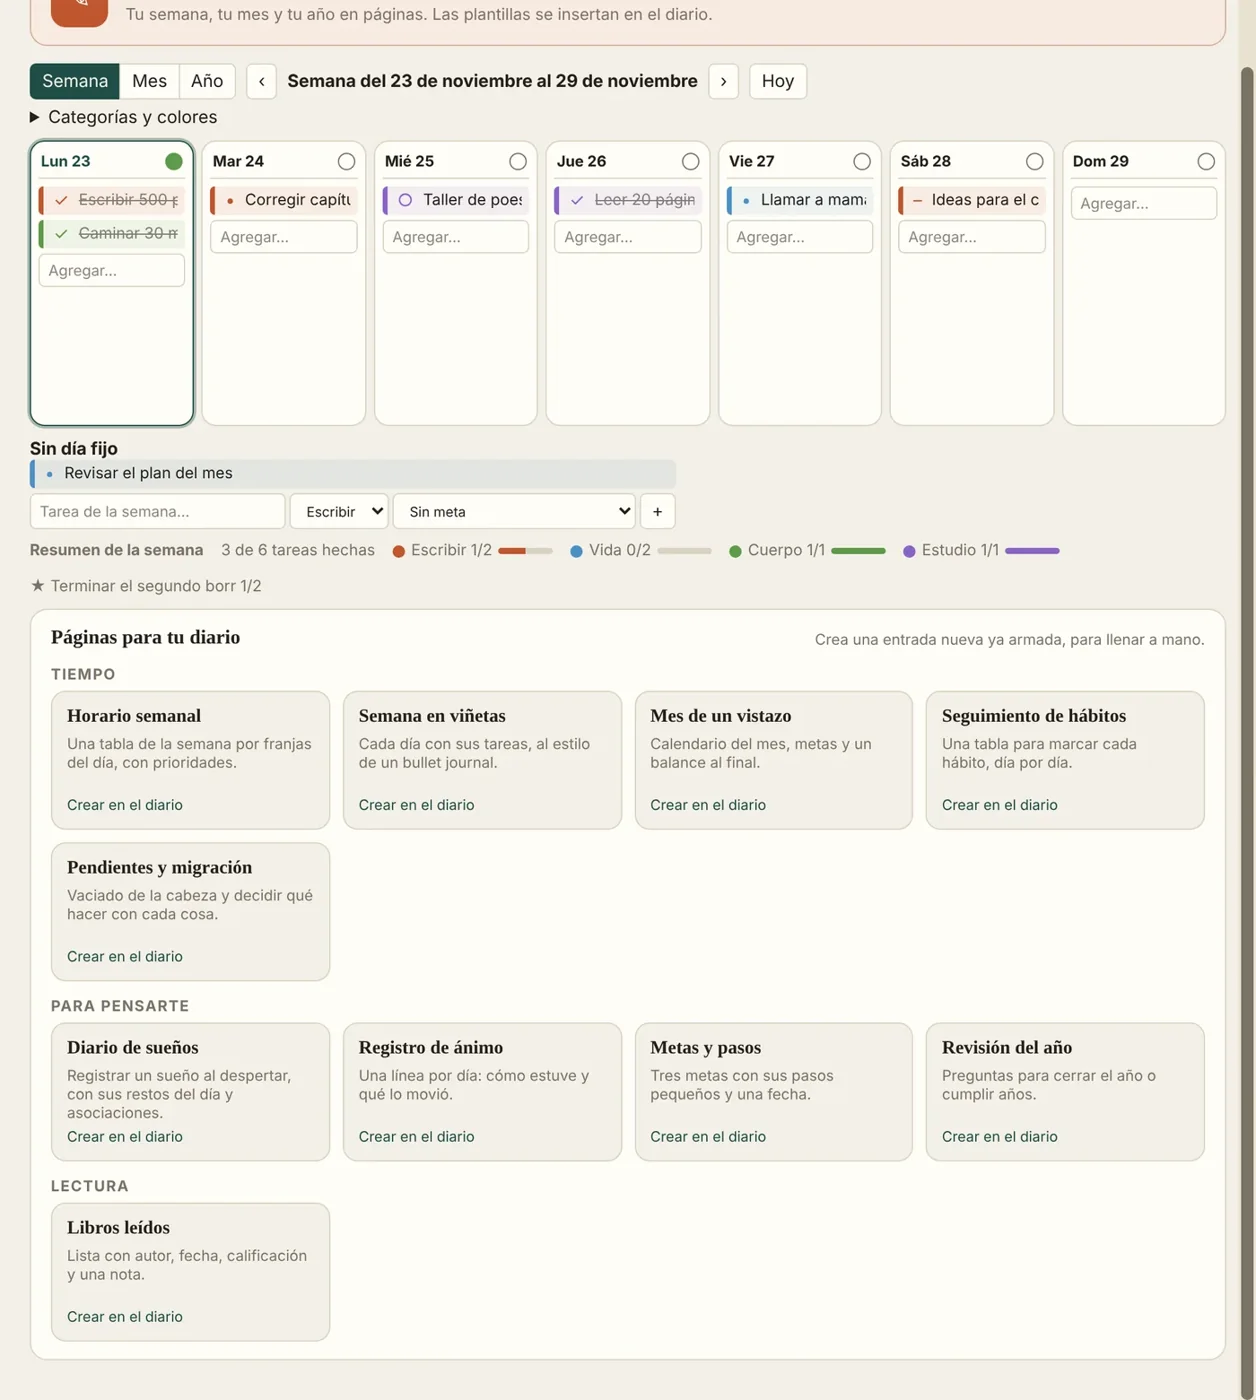 Tu semana, tu mes y tu año en páginas. Las plantillas se insertan en el diario.
Semana Mes Año ‹ Semana del 23 de noviembre al 29 de noviembre › Hoy
▶ Categorías y colores
Lun 23
Escribir 500 p
Caminar 30 m
Agregar...
Mar 24
Corregir capítu
Agregar...
Mié 25
Taller de poes
Agregar...
Jue 26
Leer 20 págin
Agregar...
Vie 27
Llamar a mamá
Agregar...
Sáb 28
– Ideas para el c
Agregar...
Dom 29
Agregar...
Sin día fijo
Revisar el plan del mes
Tarea de la semana... Escribir Sin meta +
Resumen de la semana 3 de 6 tareas hechas Escribir 1/2 Vida 0/2 Cuerpo 1/1 Estudio 1/1
★ Terminar el segundo borr 1/2
Páginas para tu diario
Crea una entrada nueva ya armada, para llenar a mano.
TIEMPO
Horario semanal
Una tabla de la semana por franjas
del día, con prioridades.
Crear en el diario
Semana en viñetas
Cada día con sus tareas, al estilo
de un bullet journal.
Crear en el diario
Mes de un vistazo
Calendario del mes, metas y un
balance al final.
Crear en el diario
Seguimiento de hábitos
Una tabla para marcar cada
hábito, día por día.
Crear en el diario
Pendientes y migración
Vaciado de la cabeza y decidir qué
hacer con cada cosa.
Crear en el diario
PARA PENSARTE
Diario de sueños
Registrar un sueño al despertar,
con sus restos del día y
asociaciones.
Crear en el diario
Registro de ánimo
Una línea por día: cómo estuve y
qué lo movió.
Crear en el diario
Metas y pasos
Tres metas con sus pasos
pequeños y una fecha.
Crear en el diario
Revisión del año
Preguntas para cerrar el año o
cumplir años.
Crear en el diario
LECTURA
Libros leídos
Lista con autor, fecha, calificación
y una nota.
Crear en el diario